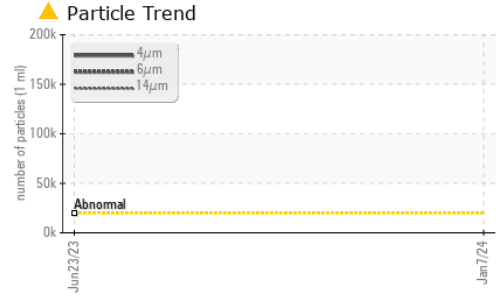 Particle Trend
200k
150k
100k
50k
0k
number of particles (1 ml)
4μm
6μm
14μm
Abnormal
Jun23/23
Jan7/24